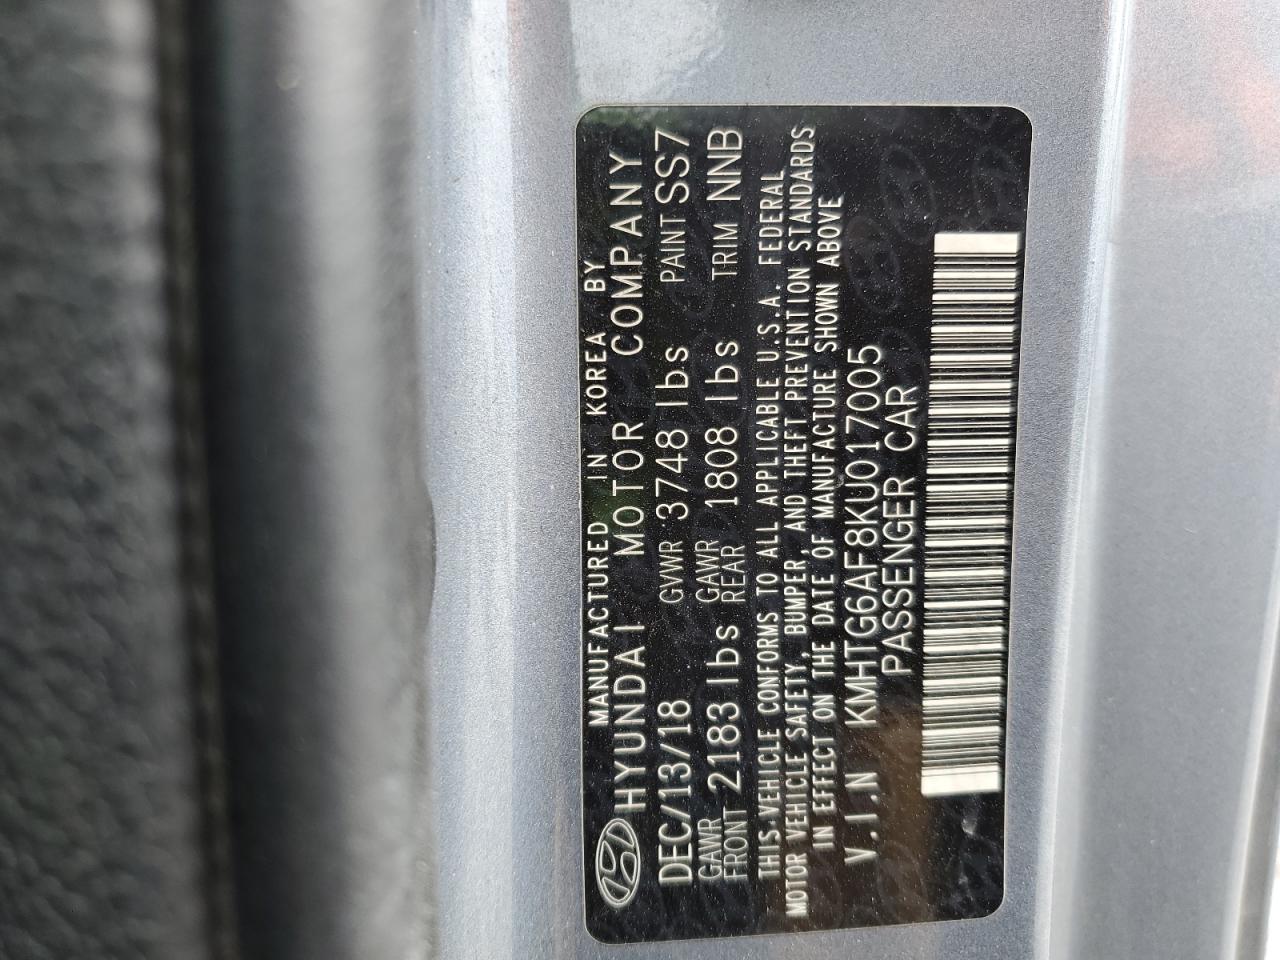 MANUFACTURED IN KOREA BY
HYUNDAI MOTOR COMPANY
DEC/13/18 GVWR 3748 lbs PAINT SS7
GAWR FRONT 2183 lbs GAWR REAR 1808 lbs TRIM NNB
THIS VEHICLE CONFORMS TO ALL APPLICABLE U.S.A. FEDERAL
MOTOR VEHICLE SAFETY, BUMPER, AND THEFT PREVENTION STANDARDS
IN EFFECT ON THE DATE OF MANUFACTURE SHOWN ABOVE
V.I.N KMHTG6AF8KU017005
PASSENGER CAR